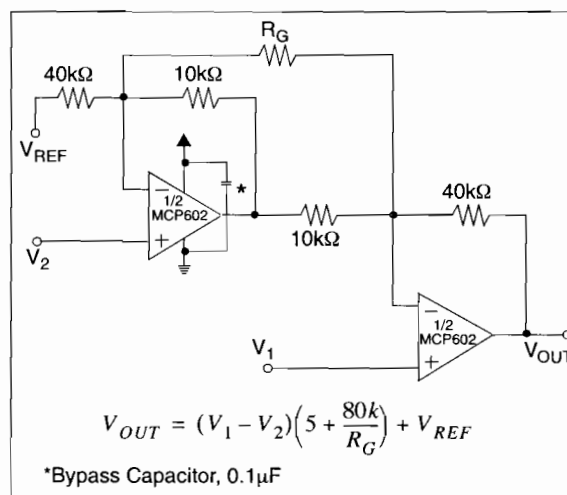 R_G
40kΩ
10kΩ
V_REF
−
1/2
MCP602
+
*
V_2
10kΩ
40kΩ
−
1/2
MCP602
+
V_1
V_OUT
V_OUT = (V_1 − V_2)(5 + 80k/R_G) + V_REF
*Bypass Capacitor, 0.1μF